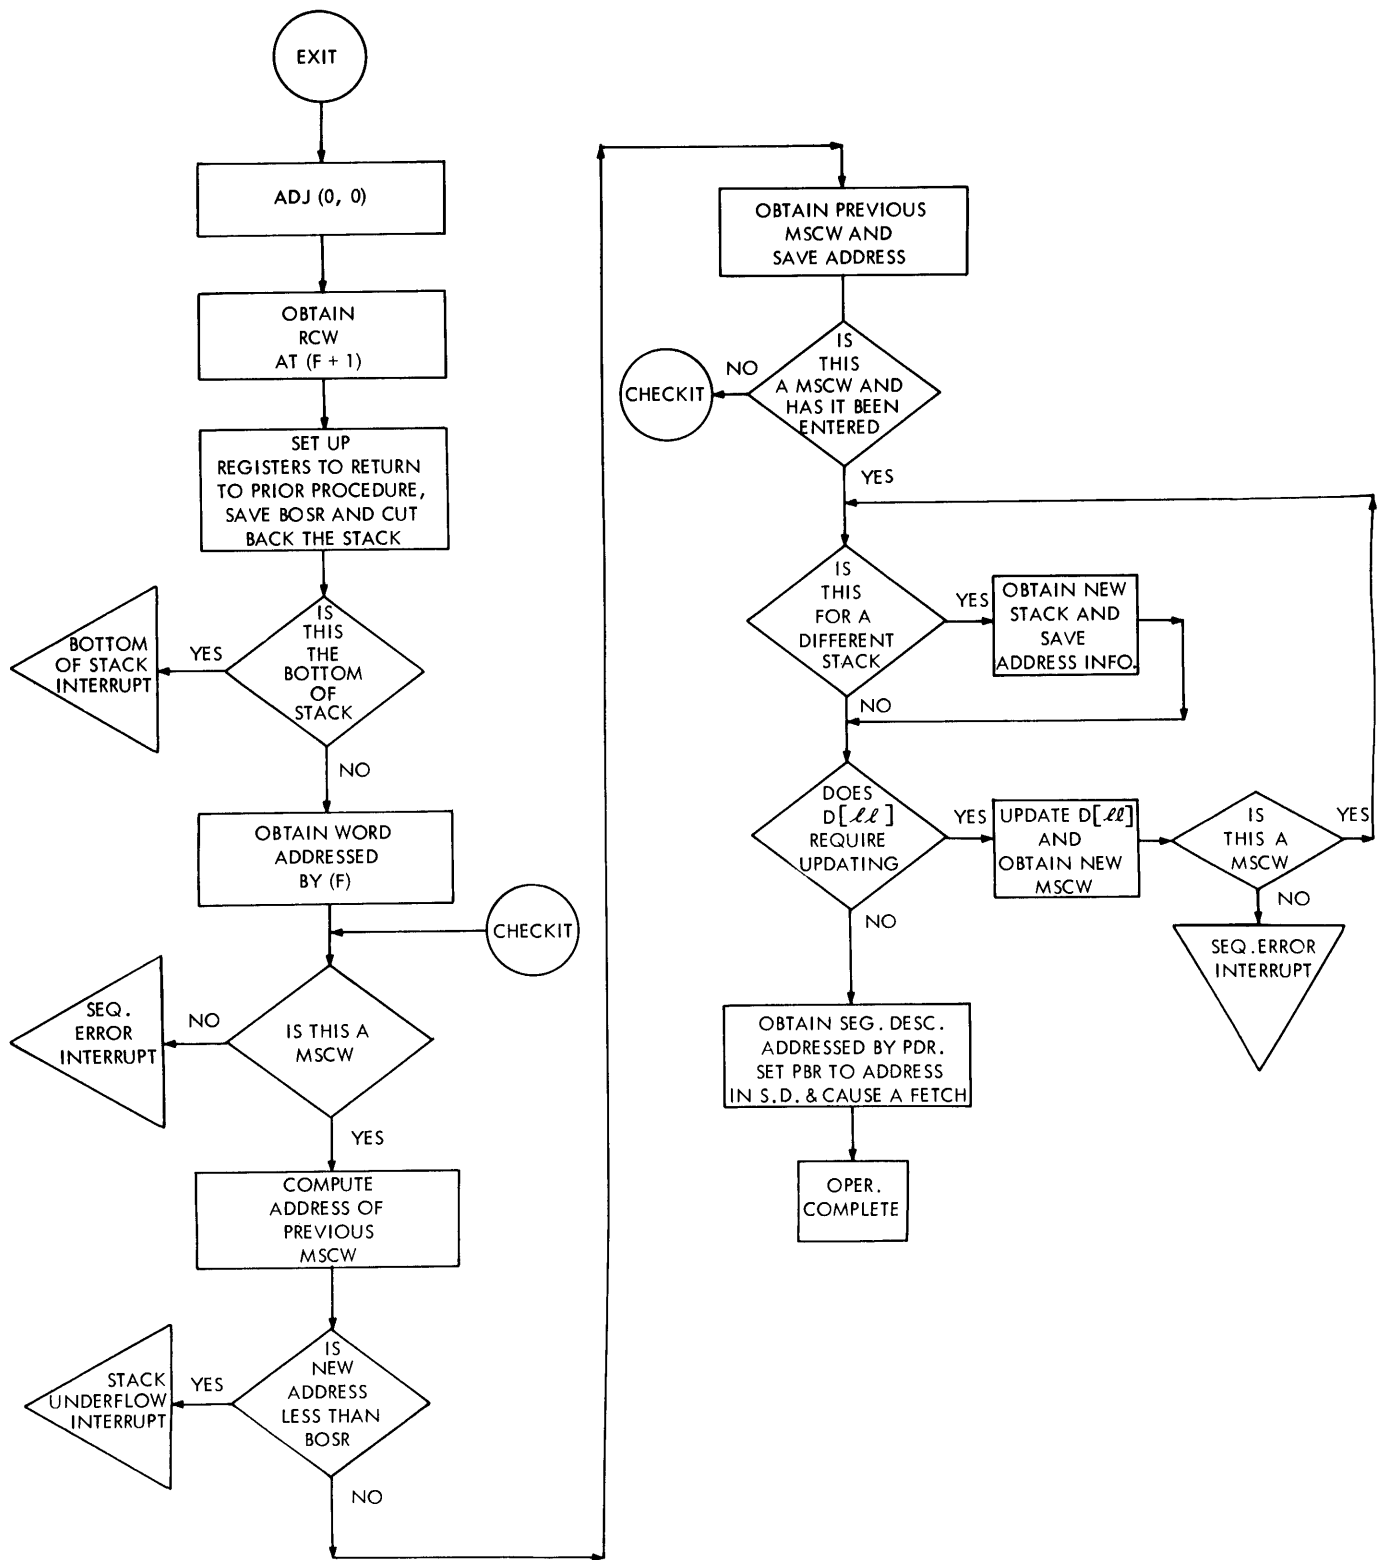 EXIT
ADJ (0, 0)
OBTAIN
RCW
AT (F + 1)
SET UP
REGISTERS TO RETURN
TO PRIOR PROCEDURE,
SAVE BOSR AND CUT
BACK THE STACK
IS
THIS
THE
BOTTOM
OF
STACK
YES
BOTTOM
OF STACK
INTERRUPT
NO
OBTAIN WORD
ADDRESSED
BY (F)
CHECKIT
IS THIS A
MSCW
NO
SEQ.
ERROR
INTERRUPT
YES
COMPUTE
ADDRESS OF
PREVIOUS
MSCW
IS
NEW
ADDRESS
LESS THAN
BOSR
YES
STACK
UNDERFLOW
INTERRUPT
NO
OBTAIN PREVIOUS
MSCW AND
SAVE ADDRESS
IS
THIS
A MSCW AND
HAS IT BEEN
ENTERED
NO
CHECKIT
YES
IS
THIS
FOR A
DIFFERENT
STACK
YES
OBTAIN NEW
STACK AND
SAVE
ADDRESS INFO.
NO
DOES
D[ℓℓ]
REQUIRE
UPDATING
YES
UPDATE D[ℓℓ]
AND
OBTAIN NEW
MSCW
IS
THIS A
MSCW
YES
NO
SEQ.ERROR
INTERRUPT
NO
OBTAIN SEG. DESC.
ADDRESSED BY PDR.
SET PBR TO ADDRESS
IN S.D. & CAUSE A FETCH
OPER.
COMPLETE